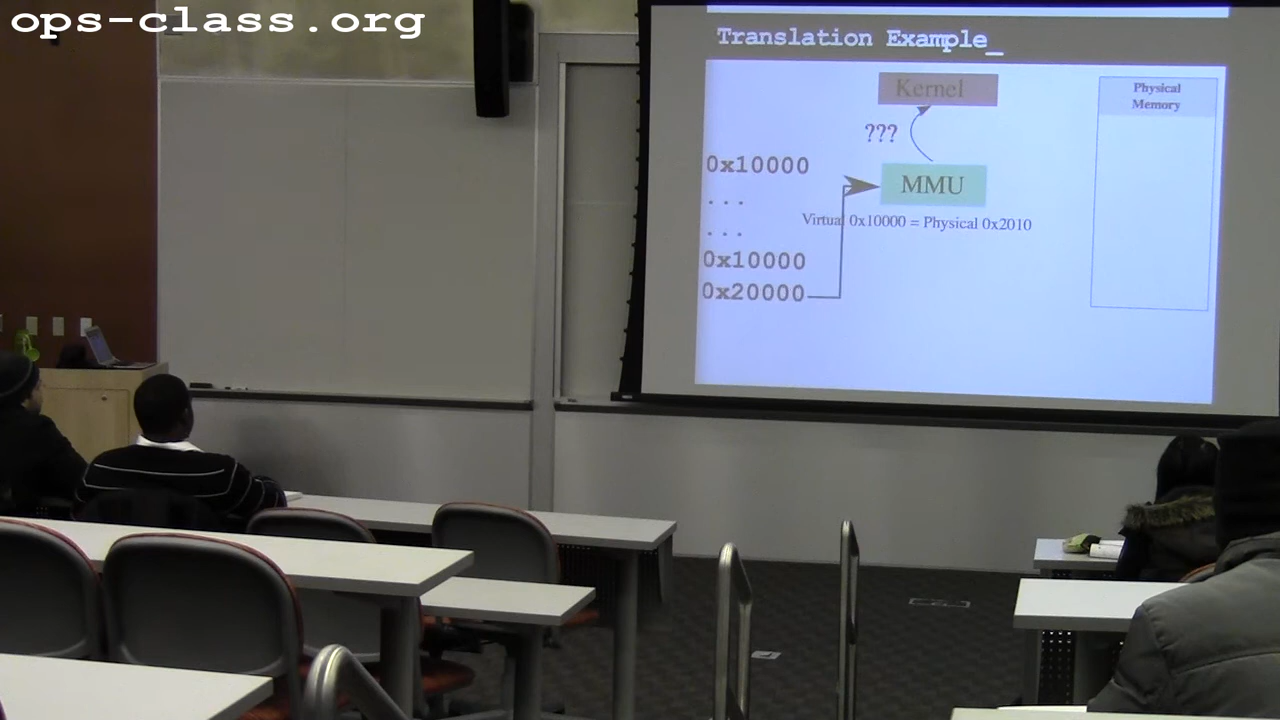 ops-class.org
Translation Example_
Kernel
Physical
Memory
???
0x10000
MMU
...
Virtual 0x10000 = Physical 0x2010
...
0x10000
0x20000